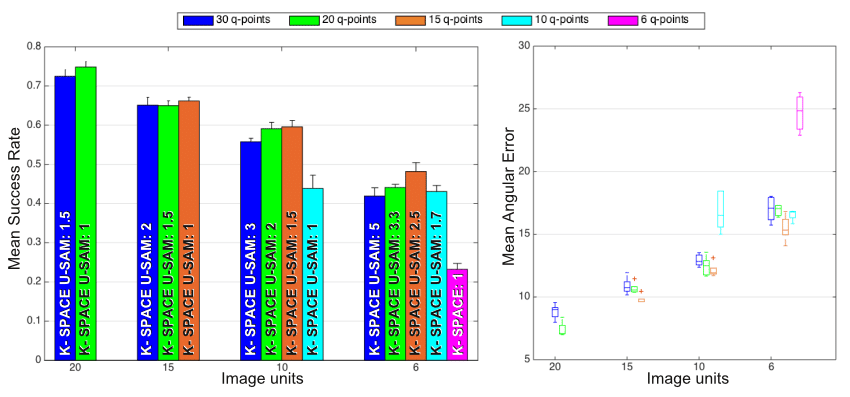 30 q-points 20 q-points 15 q-points 10 q-points 6 q-points
Mean Success Rate
0.8
0.7
0.6
0.5
0.4
0.3
0.2
0.1
0
K- SPACE U-SAM: 1.5
K- SPACE U-SAM: 1
K- SPACE U-SAM: 2
K- SPACE U-SAM: 1.5
K- SPACE U-SAM: 1
K- SPACE U-SAM: 3
K- SPACE U-SAM: 2
K- SPACE U-SAM: 1.5
K- SPACE U-SAM: 1
K- SPACE U-SAM: 5
K- SPACE U-SAM: 3.3
K- SPACE U-SAM: 2.5
K- SPACE U-SAM: 1.7
K- SPACE: 1
20 15 10 6
Image units
Mean Angular Error
30
25
20
15
10
5
20 15 10 6
Image units